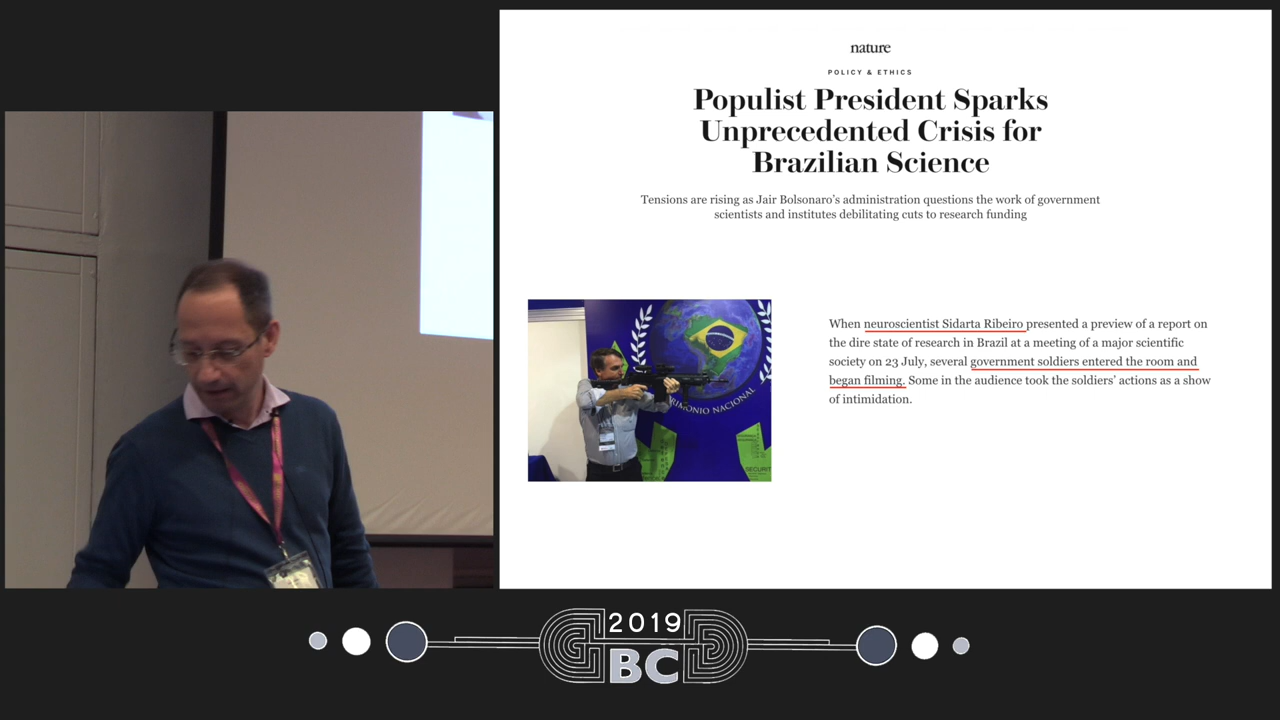 nature
POLICY & ETHICS
Populist President Sparks
Unprecedented Crisis for
Brazilian Science
Tensions are rising as Jair Bolsonaro's administration questions the work of government
scientists and institutes debilitating cuts to research funding
RIMONIO NACIONAL
SECURIT
When neuroscientist Sidarta Ribeiro presented a preview of a report on
the dire state of research in Brazil at a meeting of a major scientific
society on 23 July, several government soldiers entered the room and
began filming. Some in the audience took the soldiers' actions as a show
of intimidation.
2019
BC